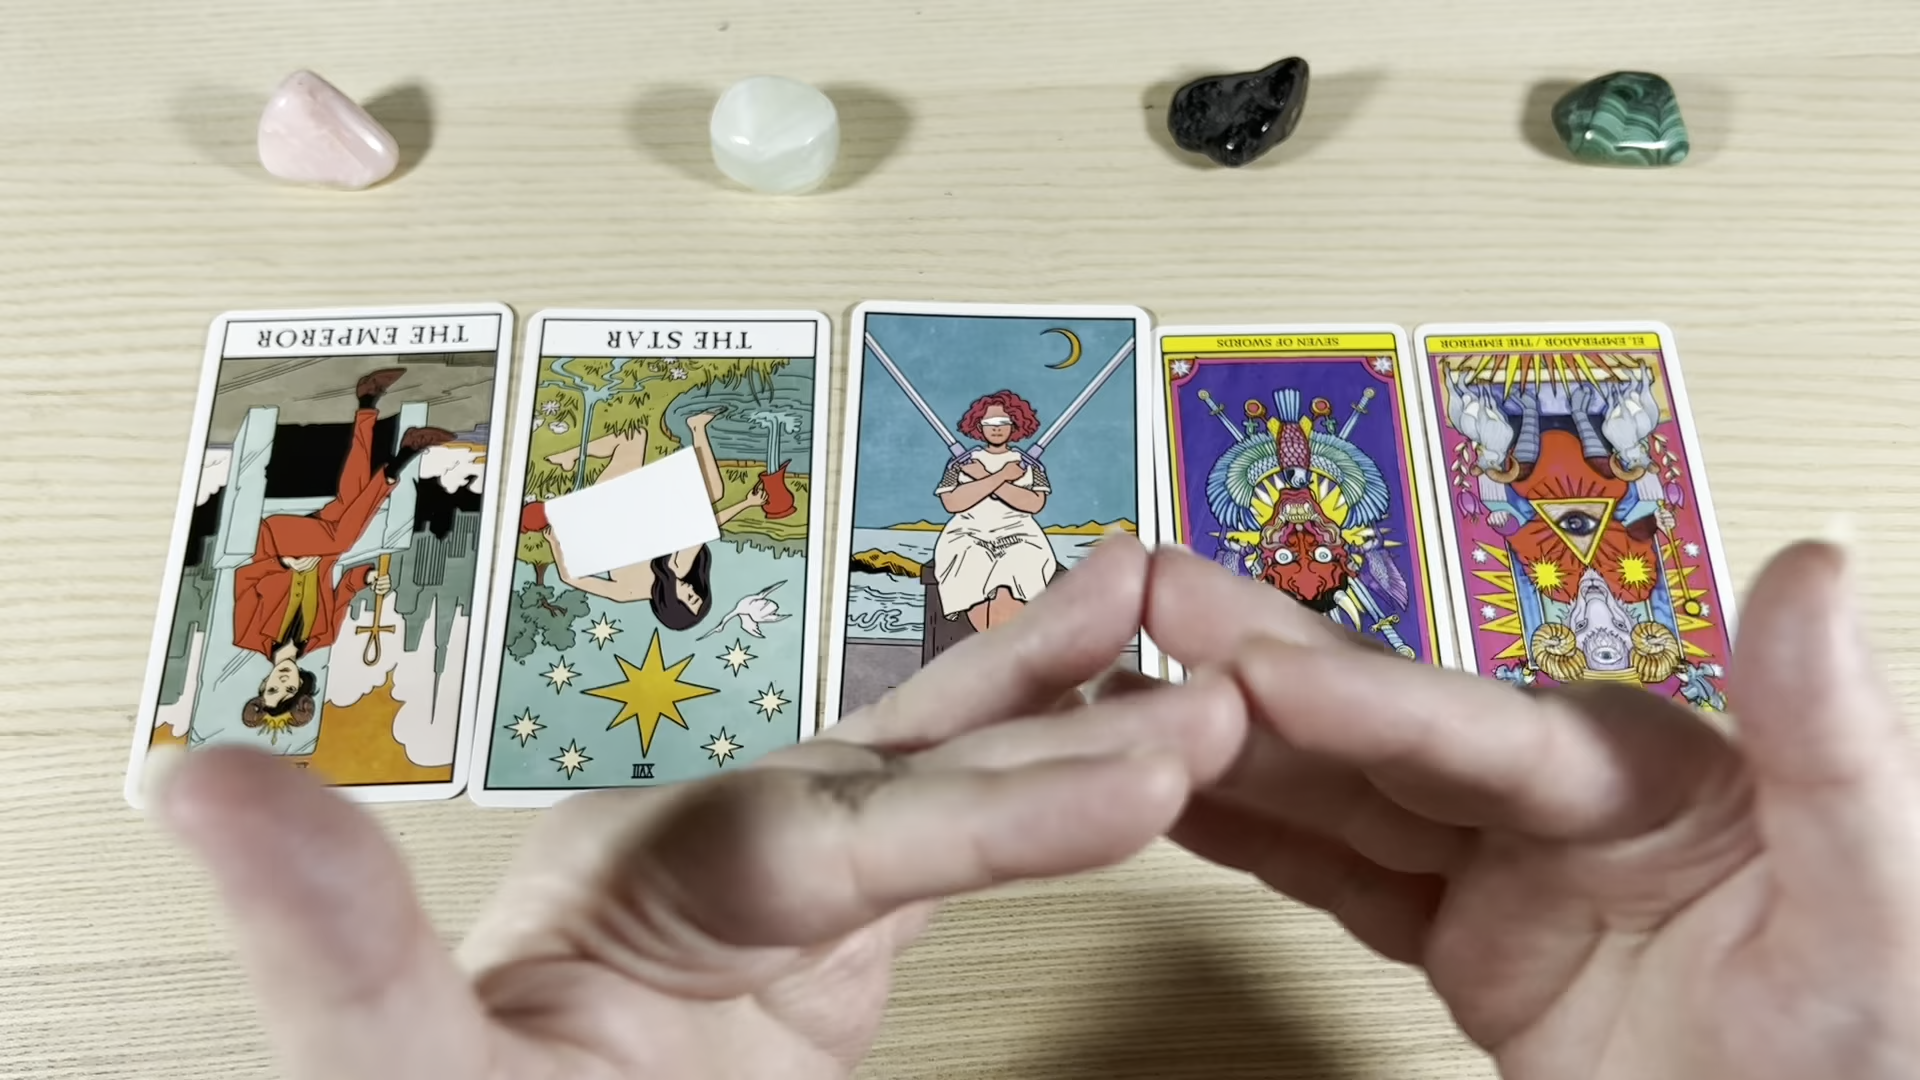 THE EMPEROR
THE STAR
SEVEN OF SWORDS
EL EMPERADOR / THE EMPEROR
XVII